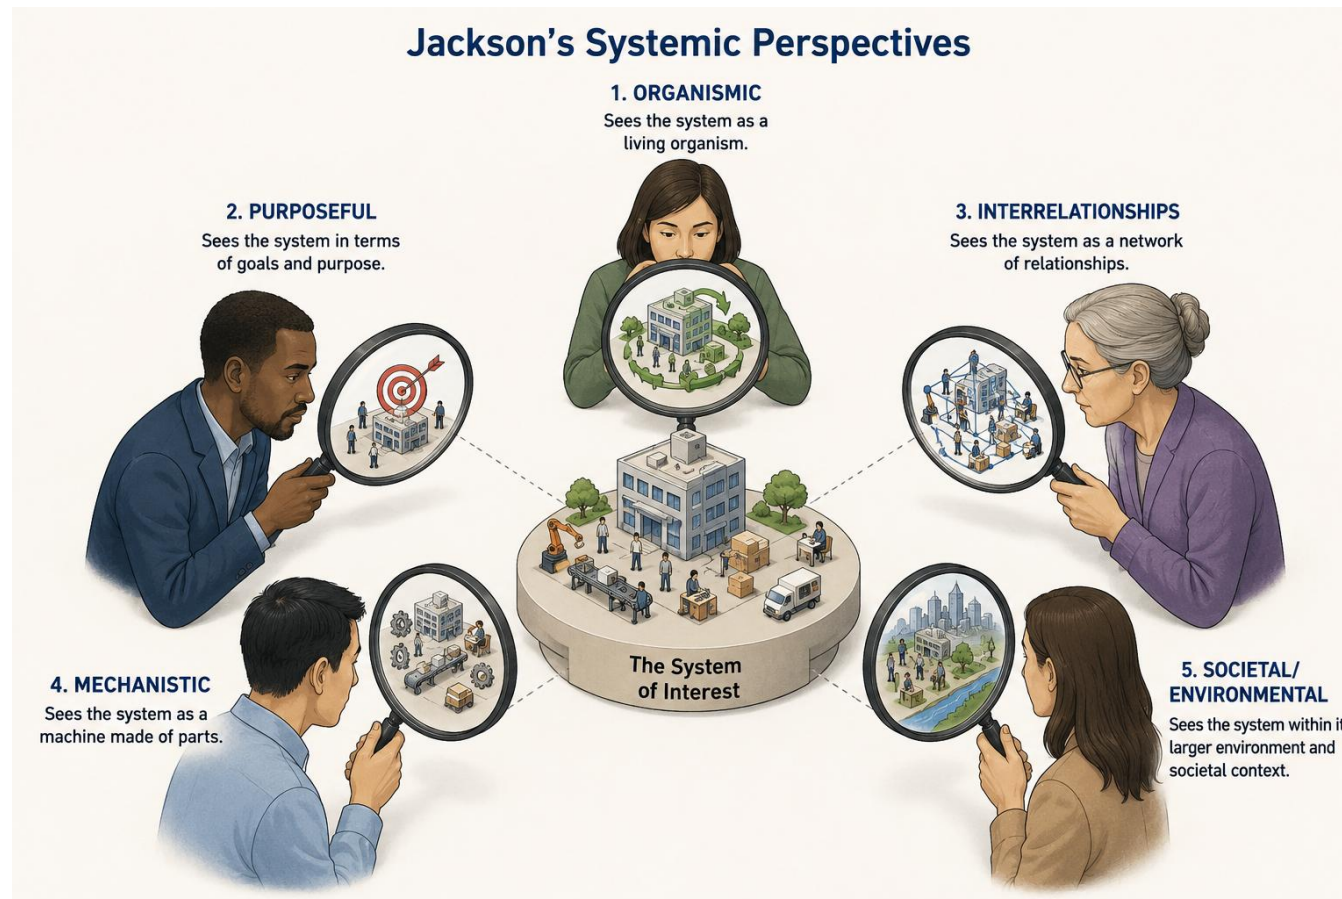 Jackson's Systemic Perspectives
1. ORGANISMIC
Sees the system as a
living organism.
2. PURPOSEFUL
Sees the system in terms
of goals and purpose.
3. INTERRELATIONSHIPS
Sees the system as a network
of relationships.
4. MECHANISTIC
Sees the system as a
machine made of parts.
5. SOCIETAL/
ENVIRONMENTAL
Sees the system within it
larger environment and
societal context.
The System
of Interest